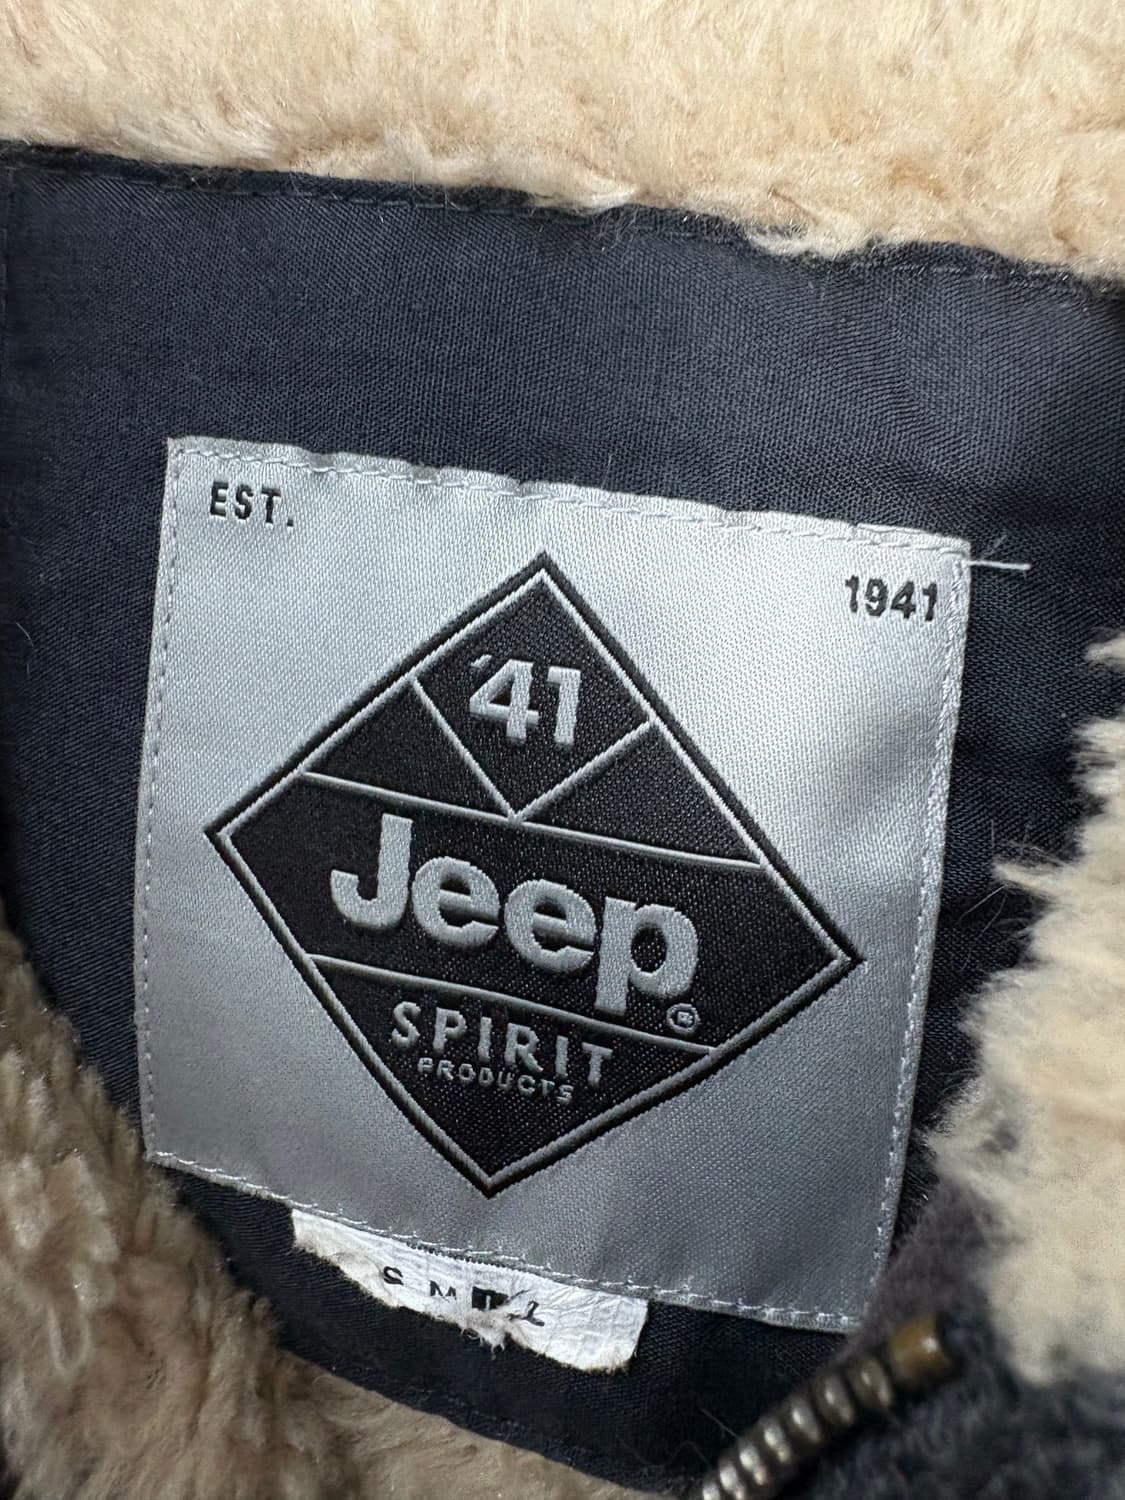 EST.
1941
'41
Jeep®
SPIRIT
PRODUCTS
S M L